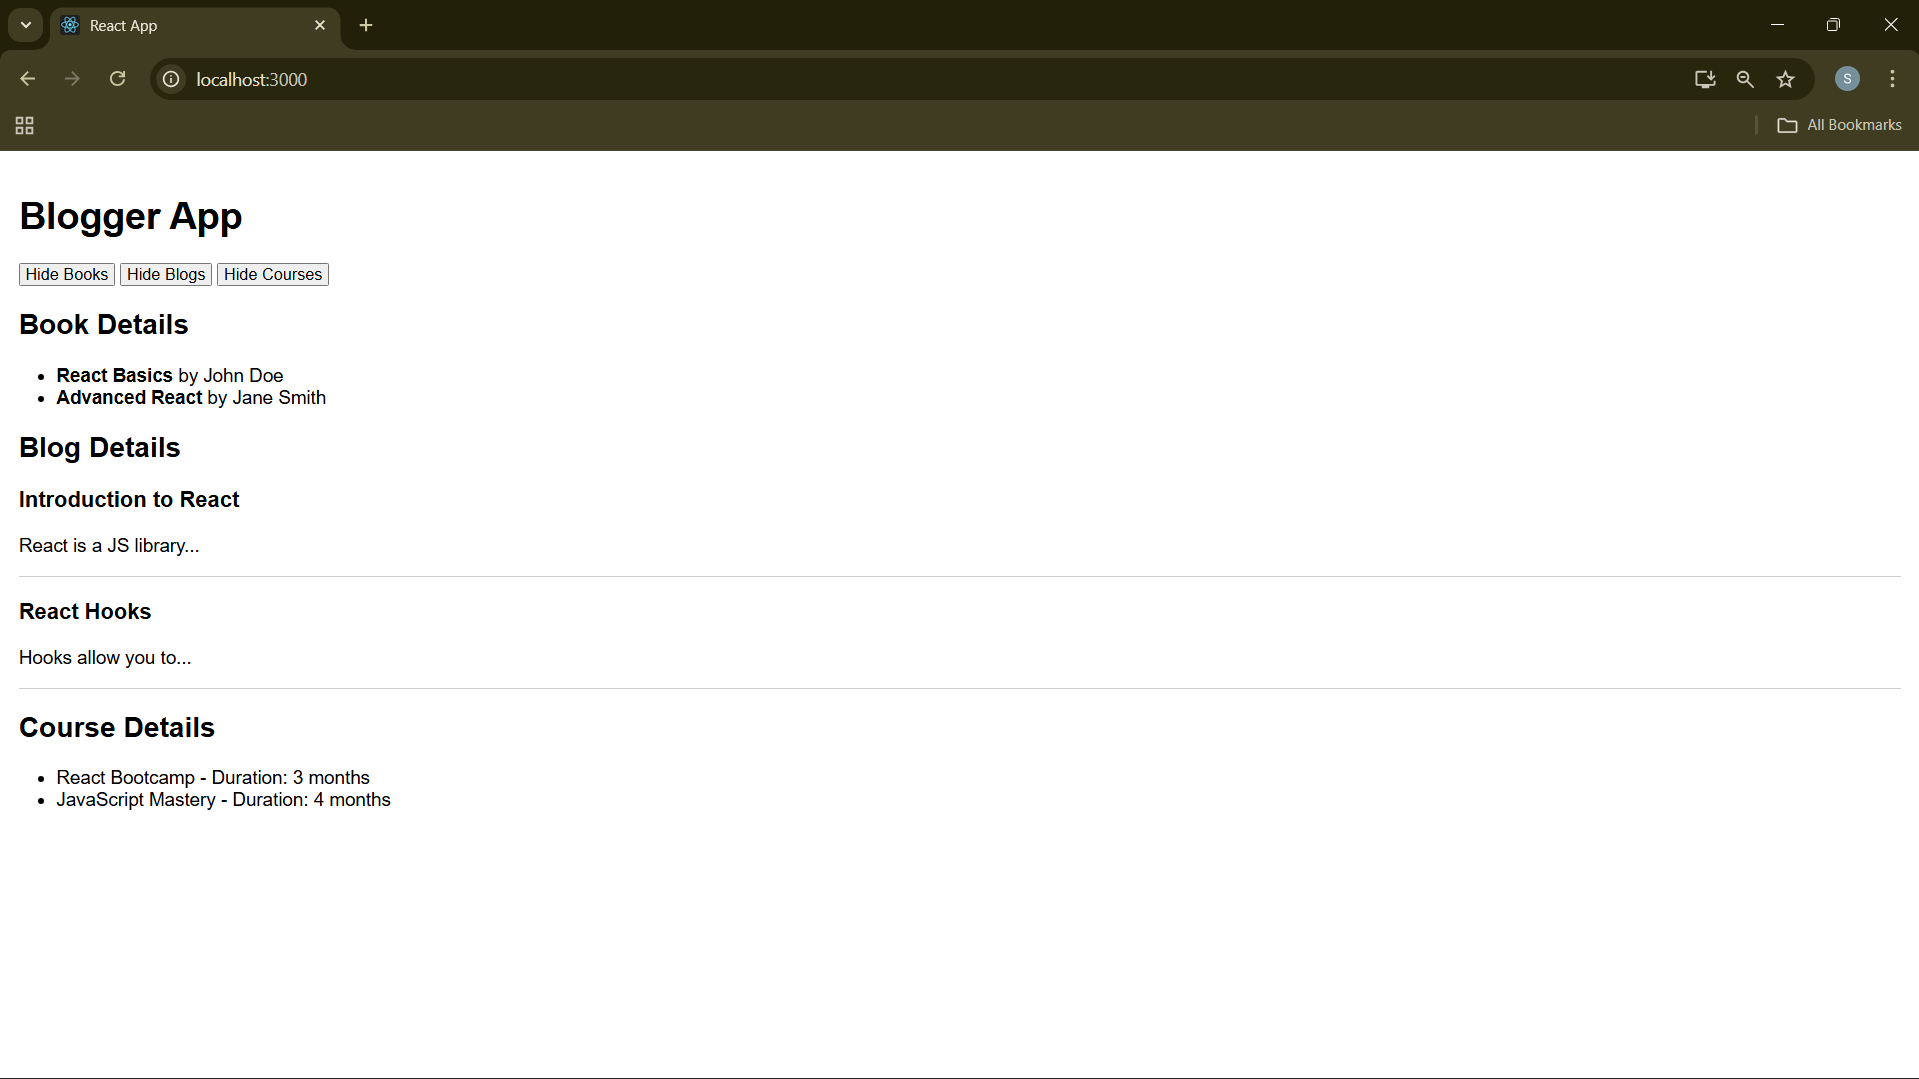 React App
localhost:3000
S
All Bookmarks
Blogger App
Hide Books Hide Blogs Hide Courses
Book Details
• React Basics by John Doe
• Advanced React by Jane Smith
Blog Details
Introduction to React
React is a JS library...
React Hooks
Hooks allow you to...
Course Details
• React Bootcamp - Duration: 3 months
• JavaScript Mastery - Duration: 4 months